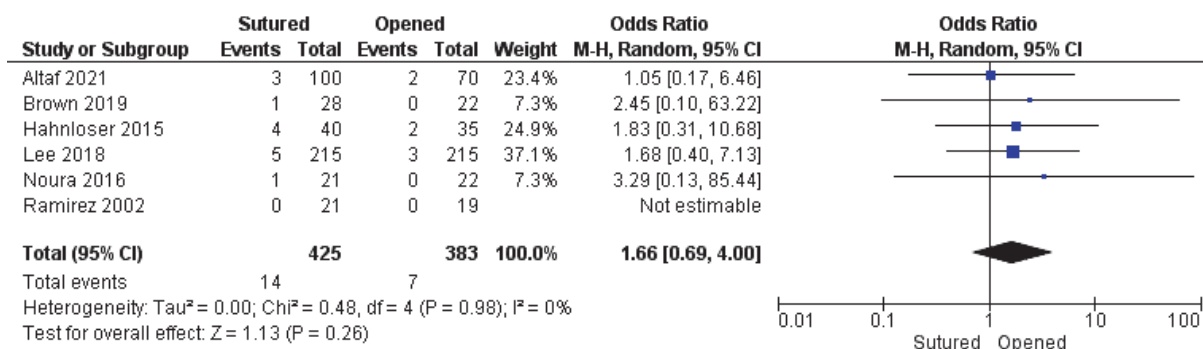 Sutured Opened Odds Ratio Odds Ratio
Study or Subgroup Events Total Events Total Weight M-H, Random, 95% CI M-H, Random, 95% CI
Altaf 2021 3 100 2 70 23.4% 1.05 [0.17, 6.46]
Brown 2019 1 28 0 22 7.3% 2.45 [0.10, 63.22]
Hahnloser 2015 4 40 2 35 24.9% 1.83 [0.31, 10.68]
Lee 2018 5 215 3 215 37.1% 1.68 [0.40, 7.13]
Noura 2016 1 21 0 22 7.3% 3.29 [0.13, 85.44]
Ramirez 2002 0 21 0 19 Not estimable
Total (95% CI) 425 383 100.0% 1.66 [0.69, 4.00]
Total events 14 7
Heterogeneity: Tau² = 0.00; Chi² = 0.48, df = 4 (P = 0.98); I² = 0%
Test for overall effect: Z = 1.13 (P = 0.26)
0.01 0.1 1 10 100
Sutured Opened